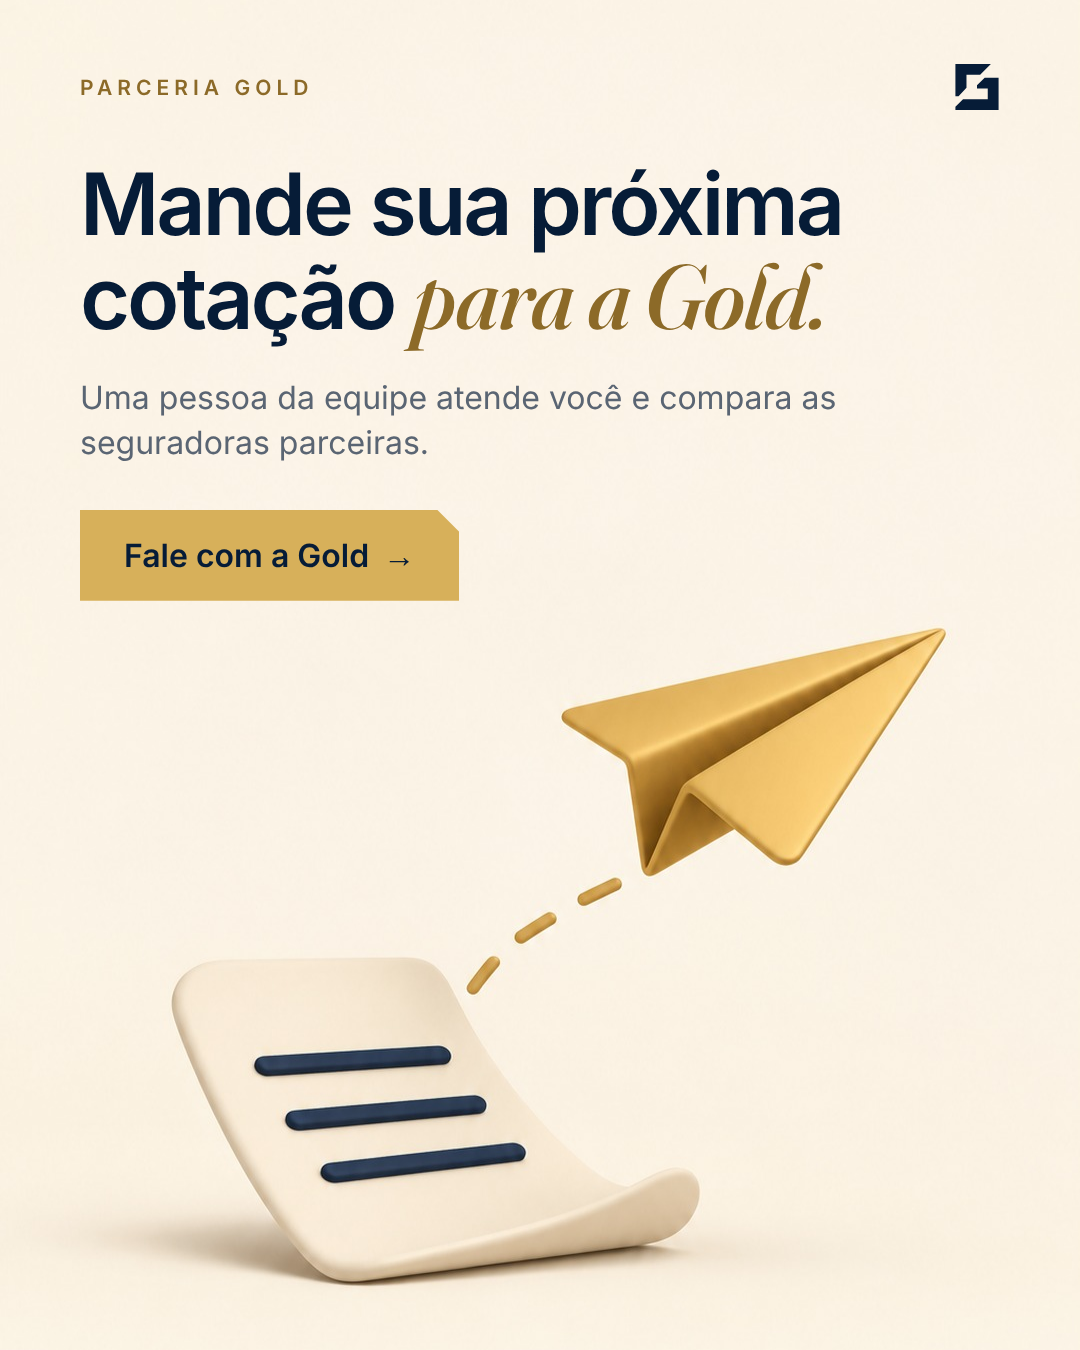 PARCERIA GOLD
Mande sua próxima
cotação para a Gold.
Uma pessoa da equipe atende você e compara as
seguradoras parceiras.
Fale com a Gold →